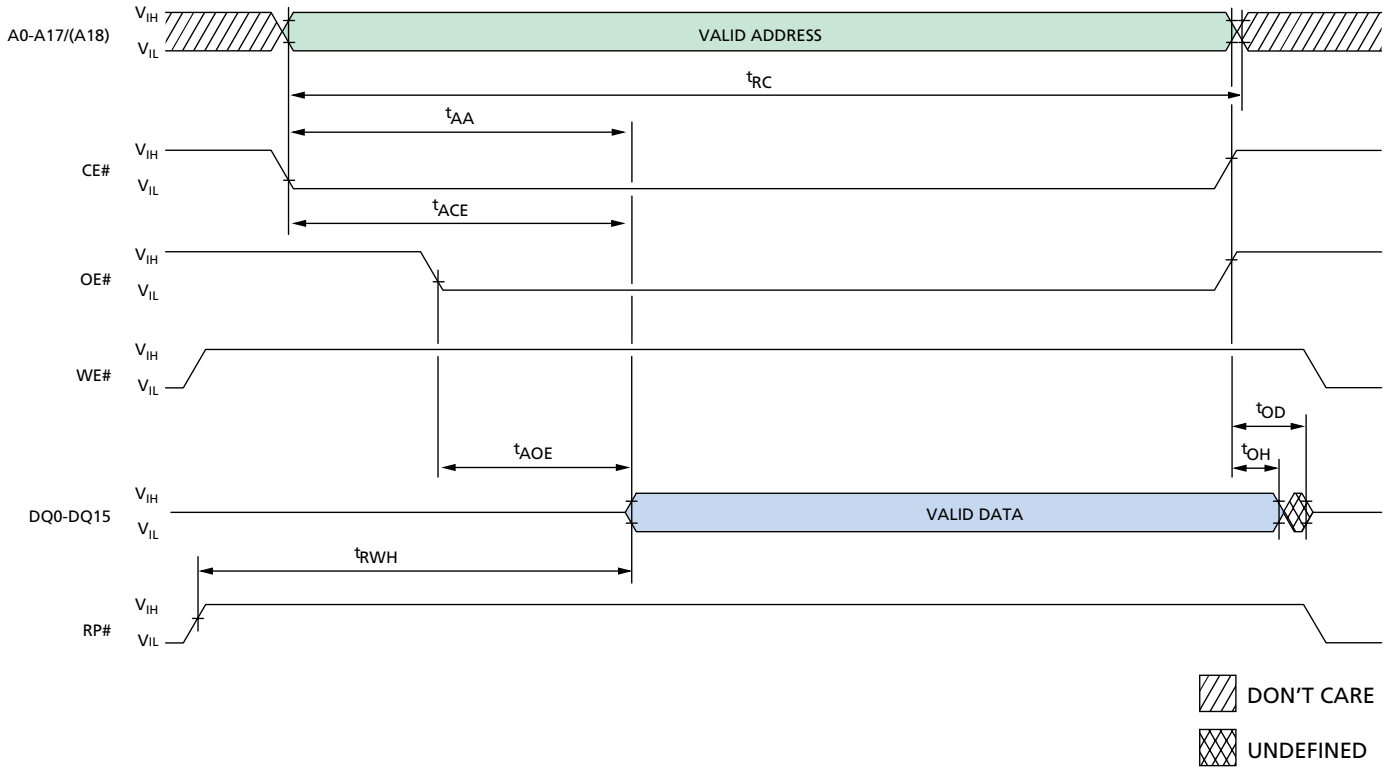 VIH
A0-A17/(A18)
VALID ADDRESS
VIL
tRC
tAA
VIH
CE#
VIL
tACE
VIH
OE#
VIL
VIH
WE#
VIL
tOD
tAOE
tOH
VIH
DQ0-DQ15
VALID DATA
VIL
tRWH
VIH
RP#
VIL
DON'T CARE
UNDEFINED